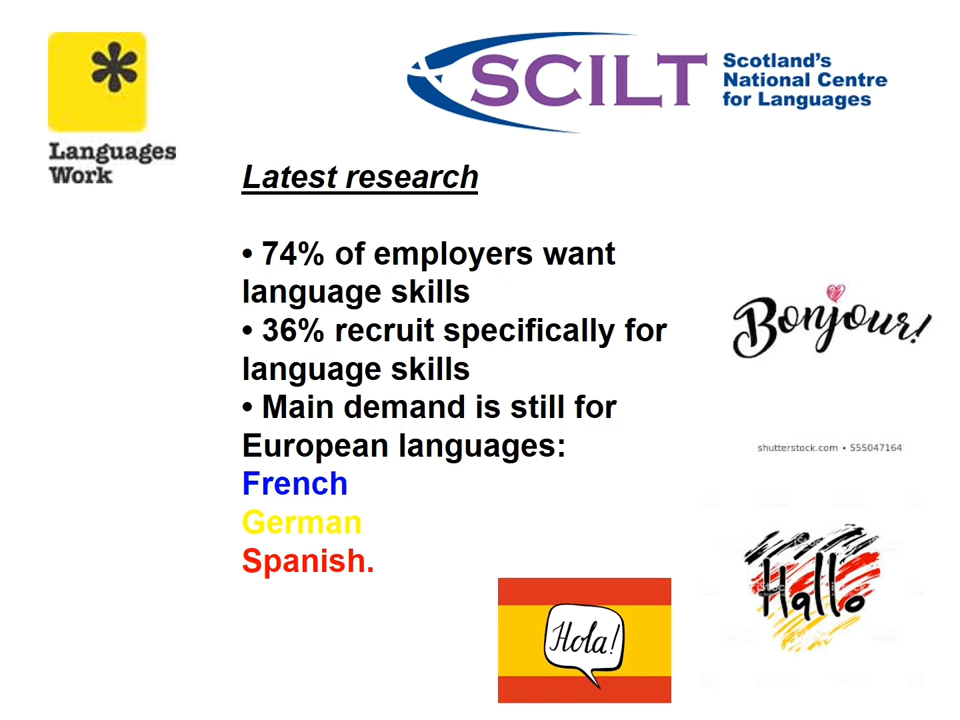 Languages
Work
SCILT
Scotland's
National Centre
for Languages
Latest research
• 74% of employers want
language skills
• 36% recruit specifically for
language skills
• Main demand is still for
European languages:
French
German
Spanish.
Bonjour!
shutterstock.com • 555047164
Hallo
Hola!